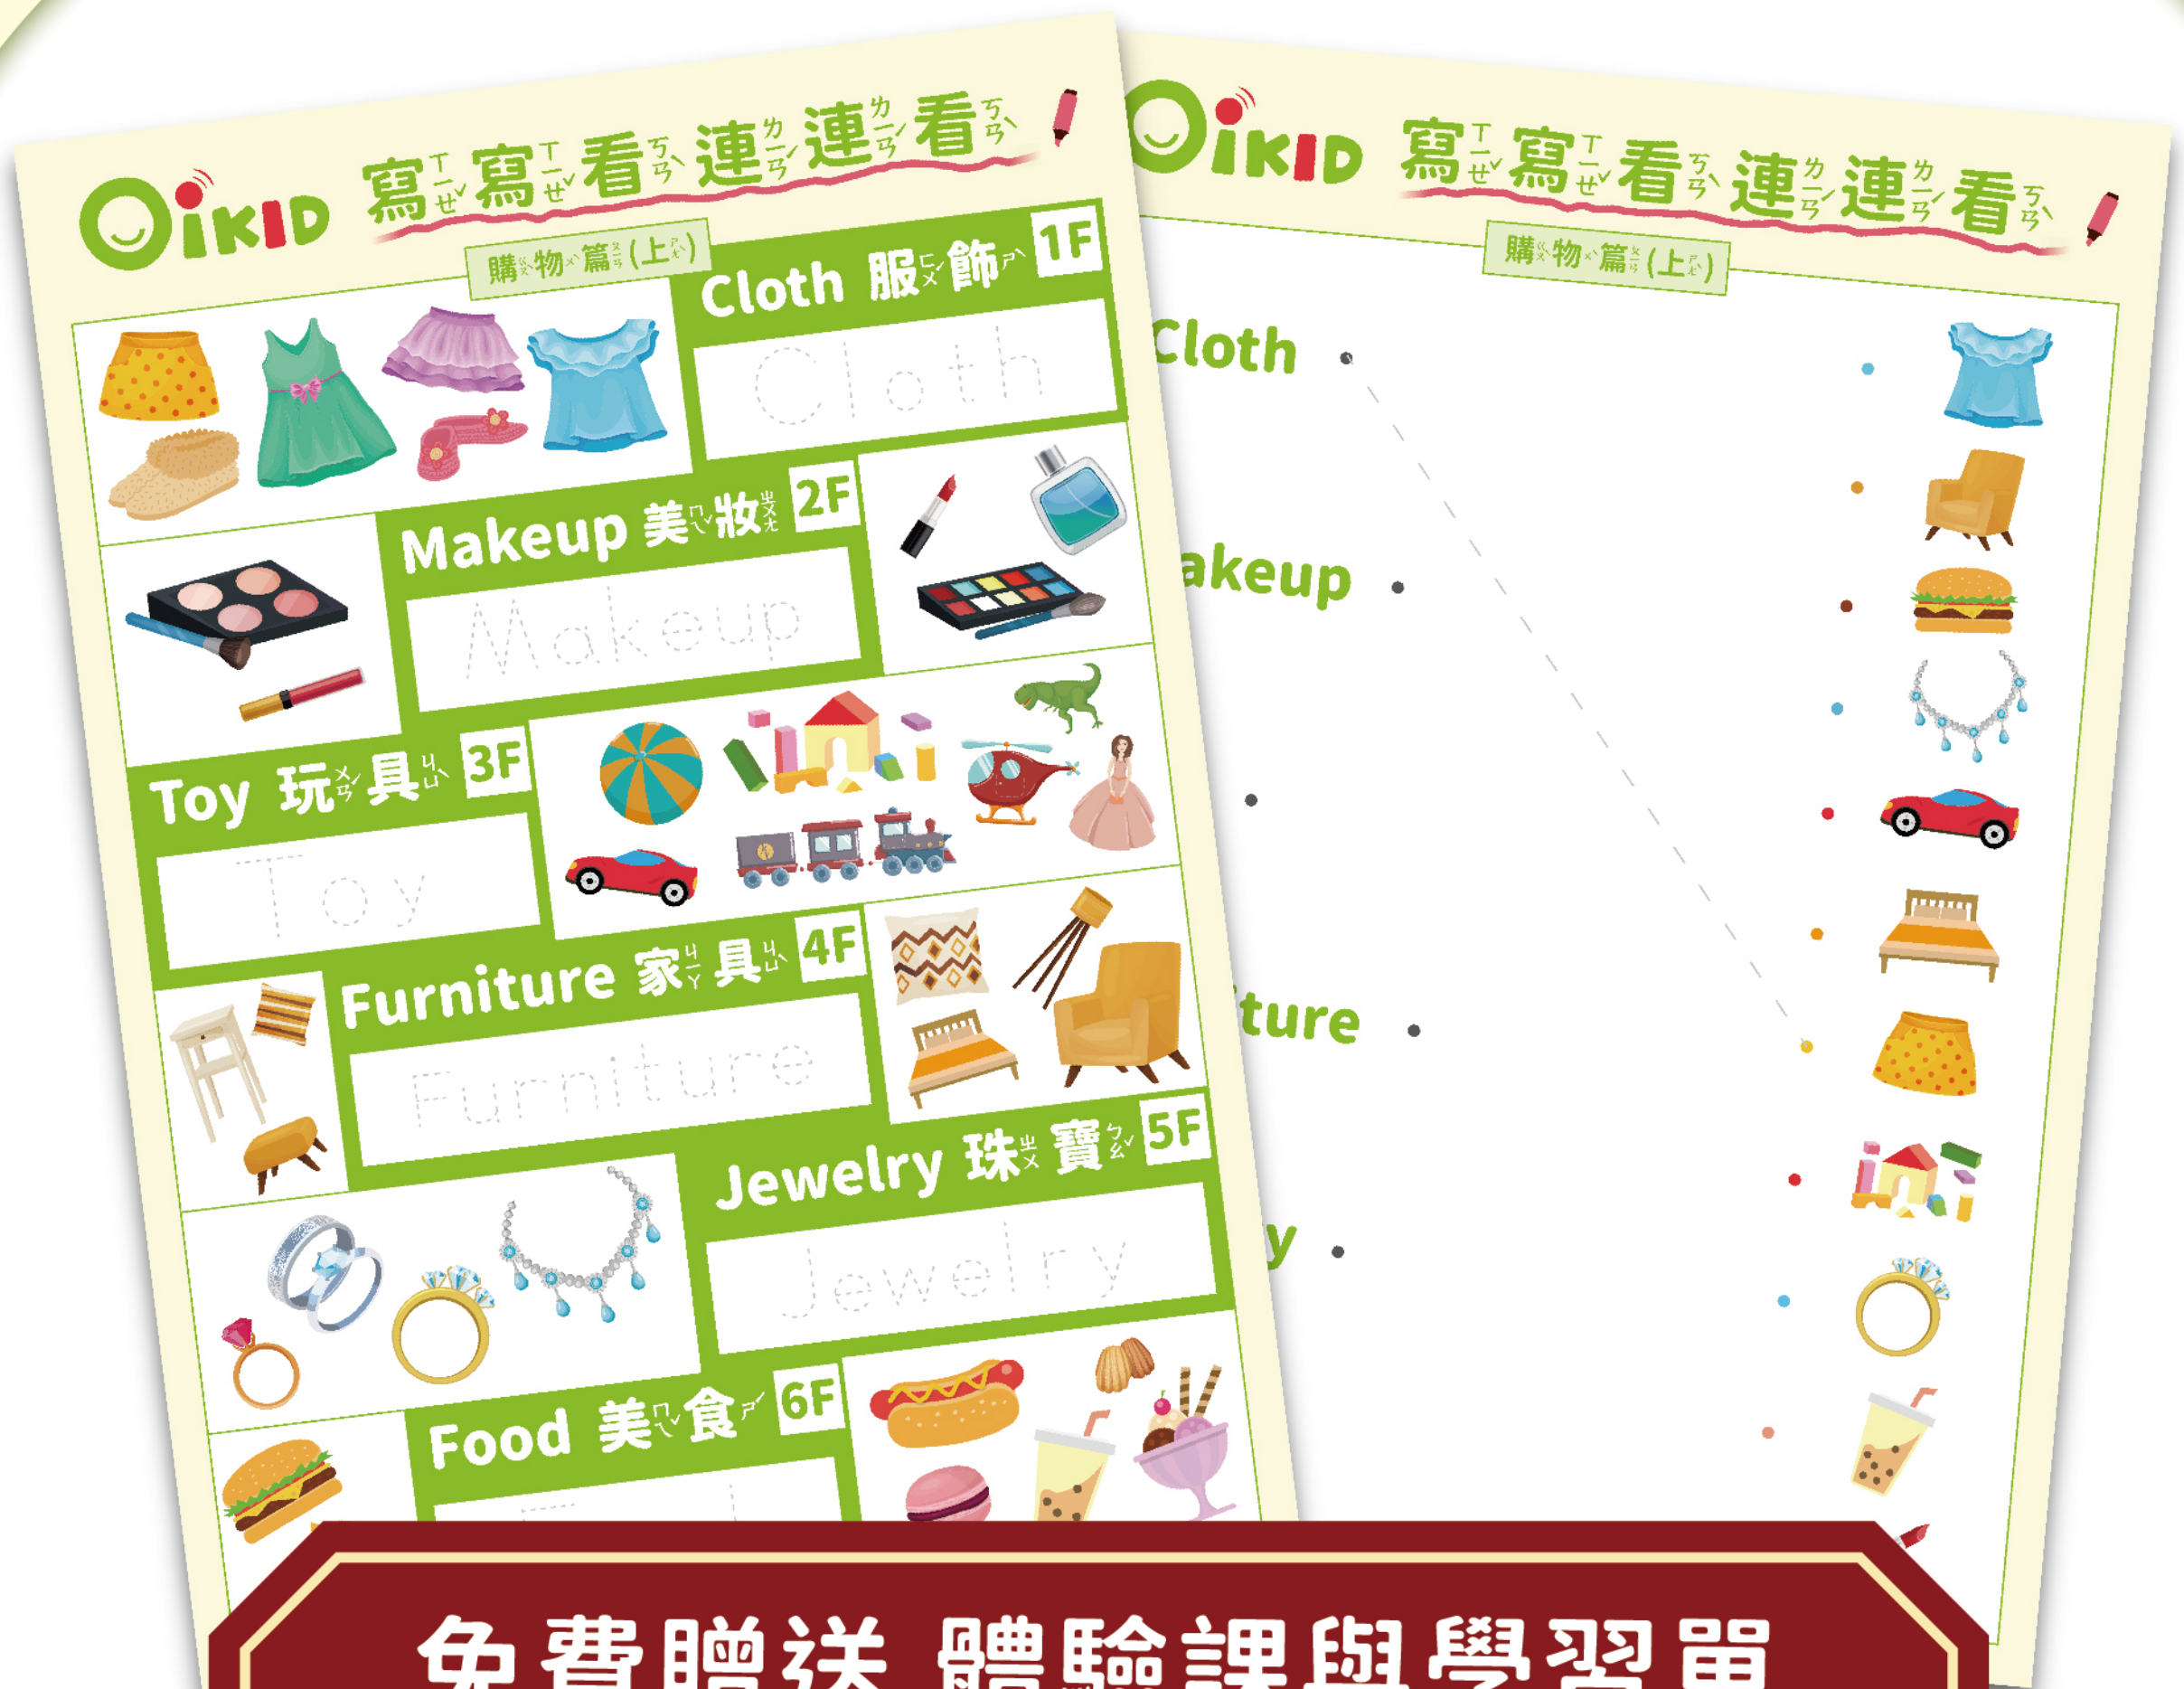 OiKID
寫寫看連連看
購物篇(上)
Cloth 服飾 1F
Cloth
Makeup 美妝 2F
Makeup
Toy 玩具 3F
Toy
Furniture 家具 4F
Furniture
Jewelry 珠寶 5F
Jewelry
Food 美食 6F
OiKID
寫寫看連連看
購物篇(上)
Cloth
akeup
ture
y
免費贈送 體驗課與學習單